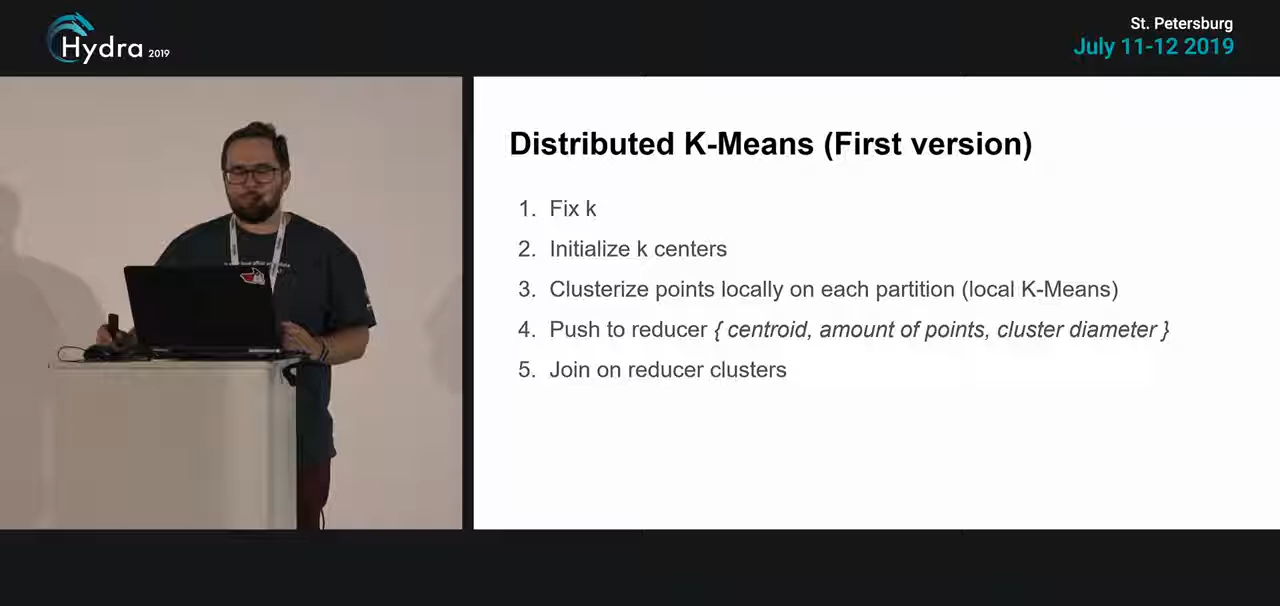 Hydra 2019
St. Petersburg
July 11-12 2019
Distributed K-Means (First version)
1. Fix k
2. Initialize k centers
3. Clusterize points locally on each partition (local K-Means)
4. Push to reducer { centroid, amount of points, cluster diameter }
5. Join on reducer clusters